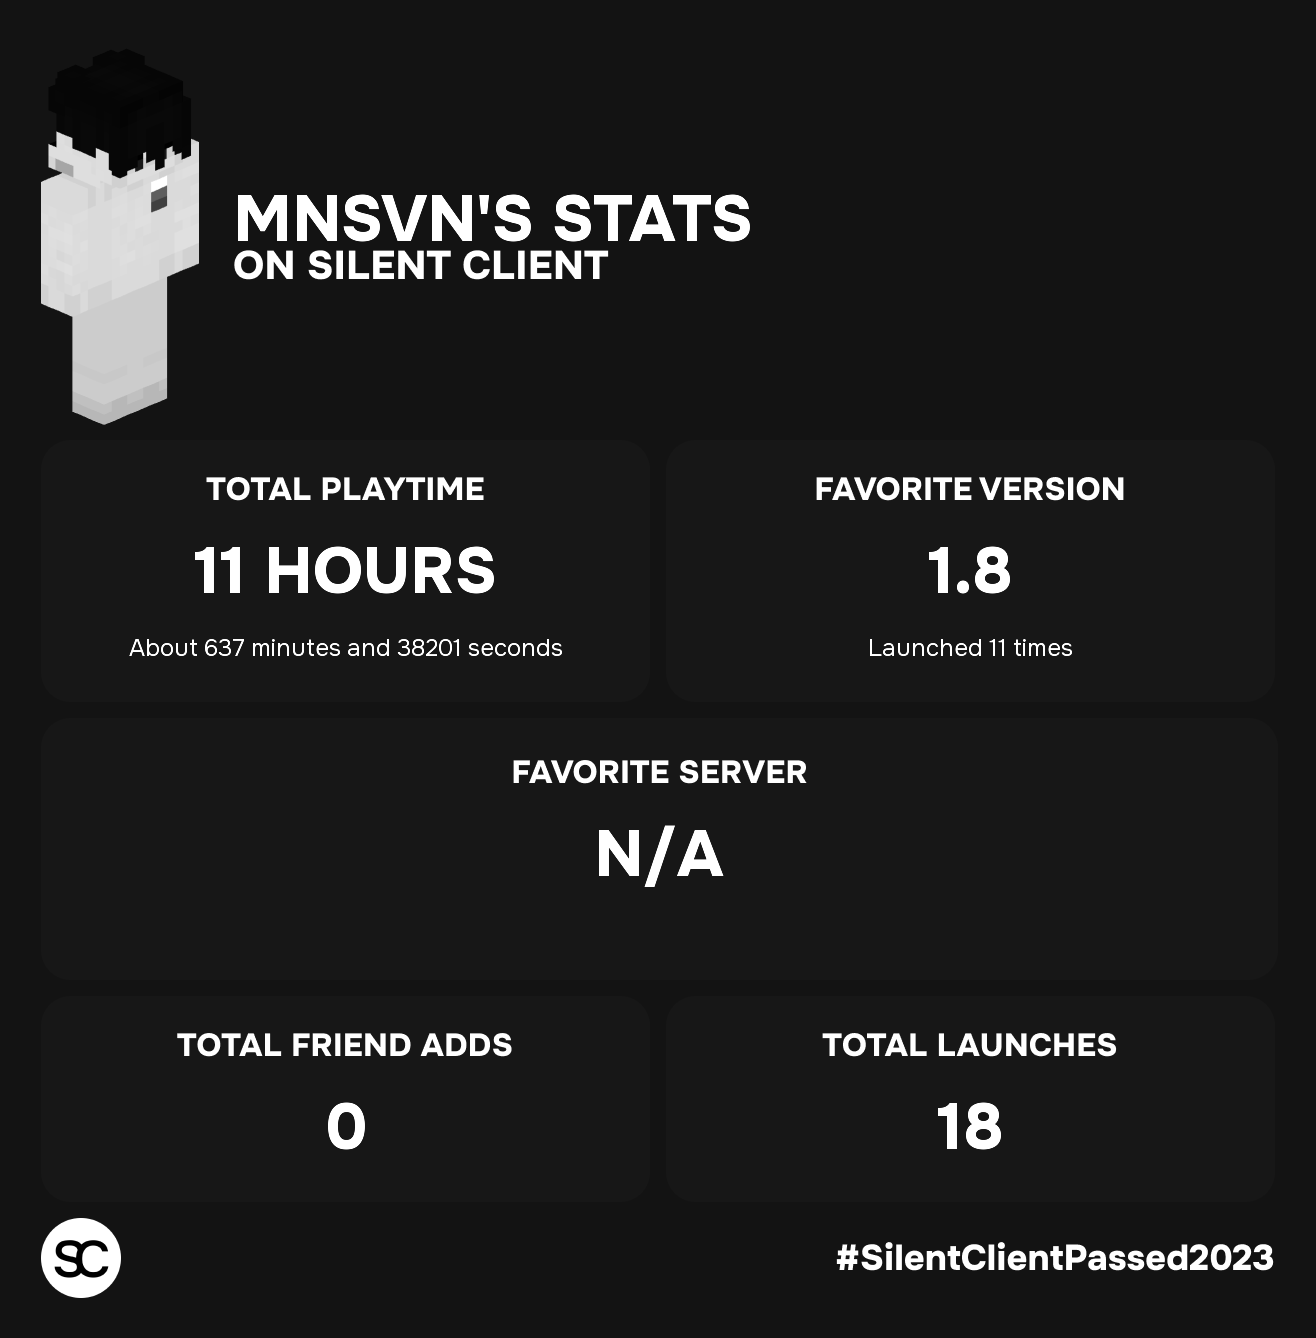 MNSVN'S STATS
ON SILENT CLIENT
TOTAL PLAYTIME
11 HOURS
About 637 minutes and 38201 seconds
FAVORITE VERSION
1.8
Launched 11 times
FAVORITE SERVER
N/A
TOTAL FRIEND ADDS
0
TOTAL LAUNCHES
18
SC
#SilentClientPassed2023